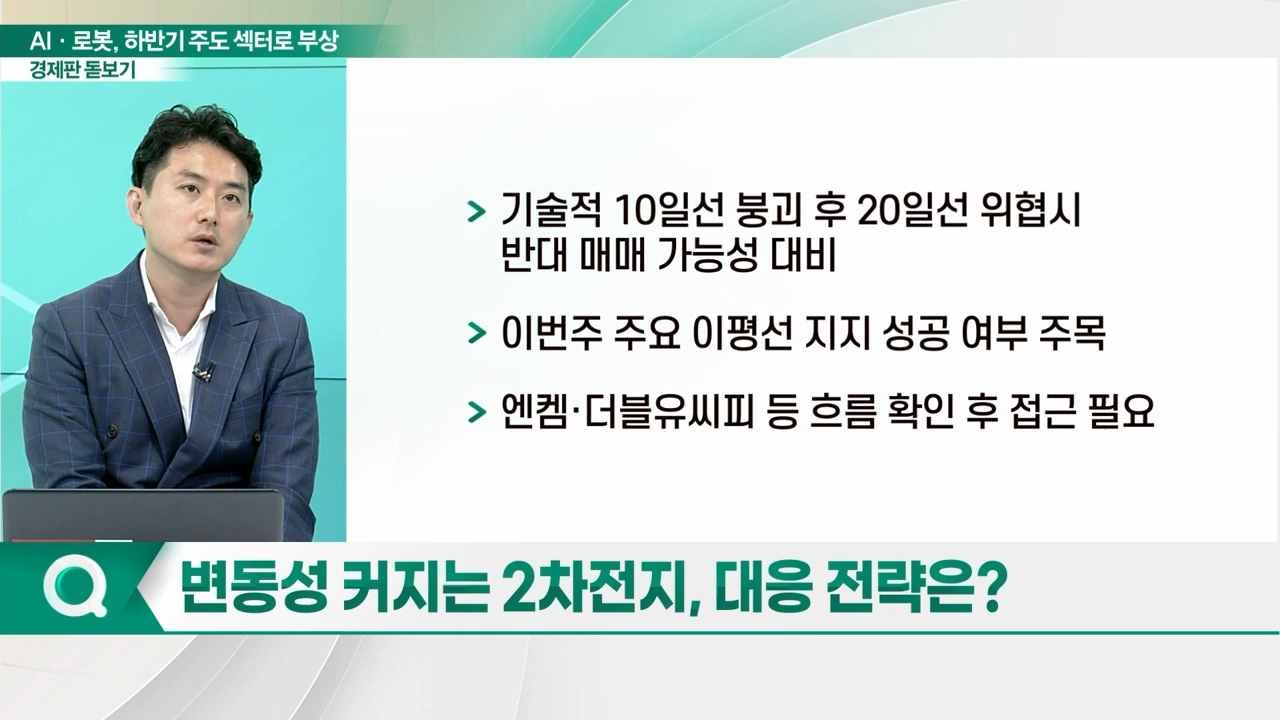 AI · 로봇, 하반기 주도 섹터로 부상
경제판 돋보기
> 기술적 10일선 붕괴 후 20일선 위협시
반대 매매 가능성 대비
> 이번주 주요 이평선 지지 성공 여부 주목
> 엔켐·더블유씨피 등 흐름 확인 후 접근 필요
Q 변동성 커지는 2차전지, 대응 전략은?